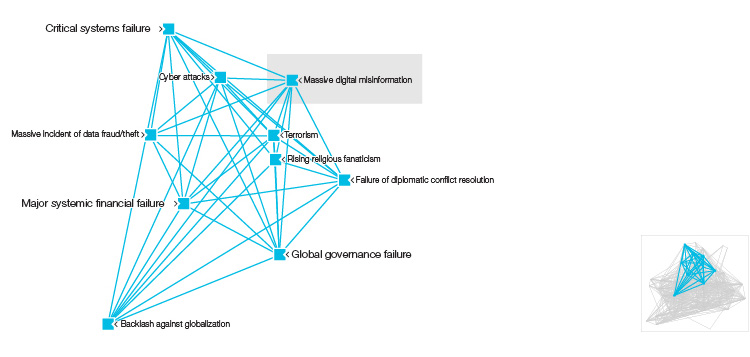 Critical systems failure
Cyber attacks
Massive digital misinformation
Massive incident of data fraud/theft
Terrorism
Rising religious fanaticism
Failure of diplomatic conflict resolution
Major systemic financial failure
Global governance failure
Backlash against globalization